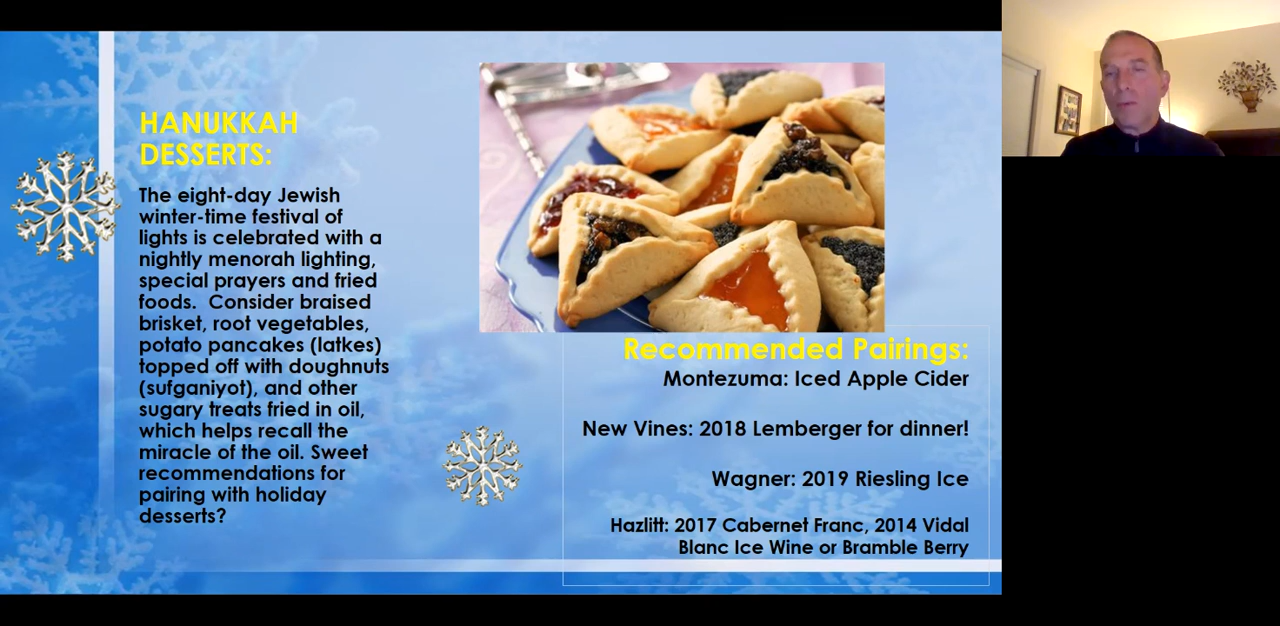 HANUKKAH
DESSERTS:
The eight-day Jewish
winter-time festival of
lights is celebrated with a
nightly menorah lighting,
special prayers and fried
foods.  Consider braised
brisket, root vegetables,
potato pancakes (latkes)
topped off with doughnuts
(sufganiyot), and other
sugary treats fried in oil,
which helps recall the
miracle of the oil. Sweet
recommendations for
pairing with holiday
desserts?
Recommended Pairings:
Montezuma: Iced Apple Cider
New Vines: 2018 Lemberger for dinner!
Wagner: 2019 Riesling Ice
Hazlitt: 2017 Cabernet Franc, 2014 Vidal
Blanc Ice Wine or Bramble Berry